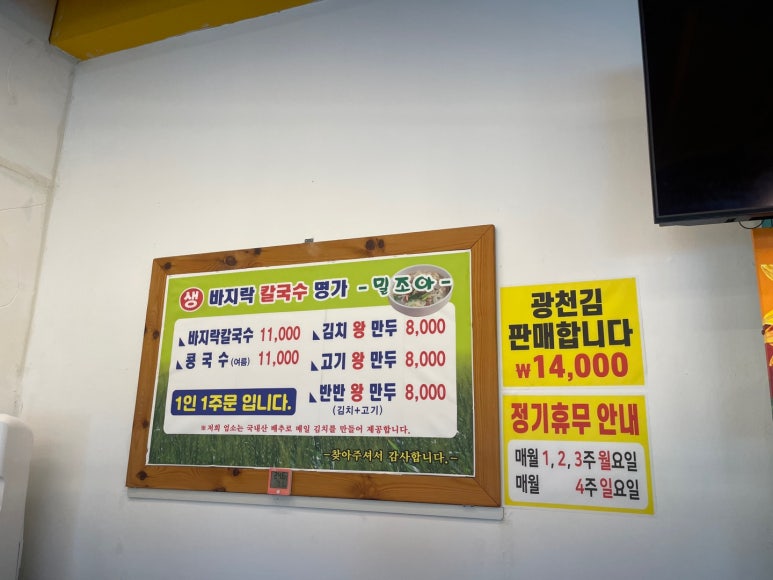 생 바지락 칼국수 명가 -밀조아-
바지락칼국수 11,000
콩국수(여름) 11,000
1인 1주문 입니다.
김치 왕 만두 8,000
고기 왕 만두 8,000
반반 왕 만두 8,000
(김치+고기)
※저희 업소는 국내산 배추로 매일 김치를 만들어 제공합니다.
-찾아주셔서 감사합니다.-
광천김
판매합니다
₩14,000
정기휴무 안내
매월 1, 2, 3주 월요일
매월 4주 일요일